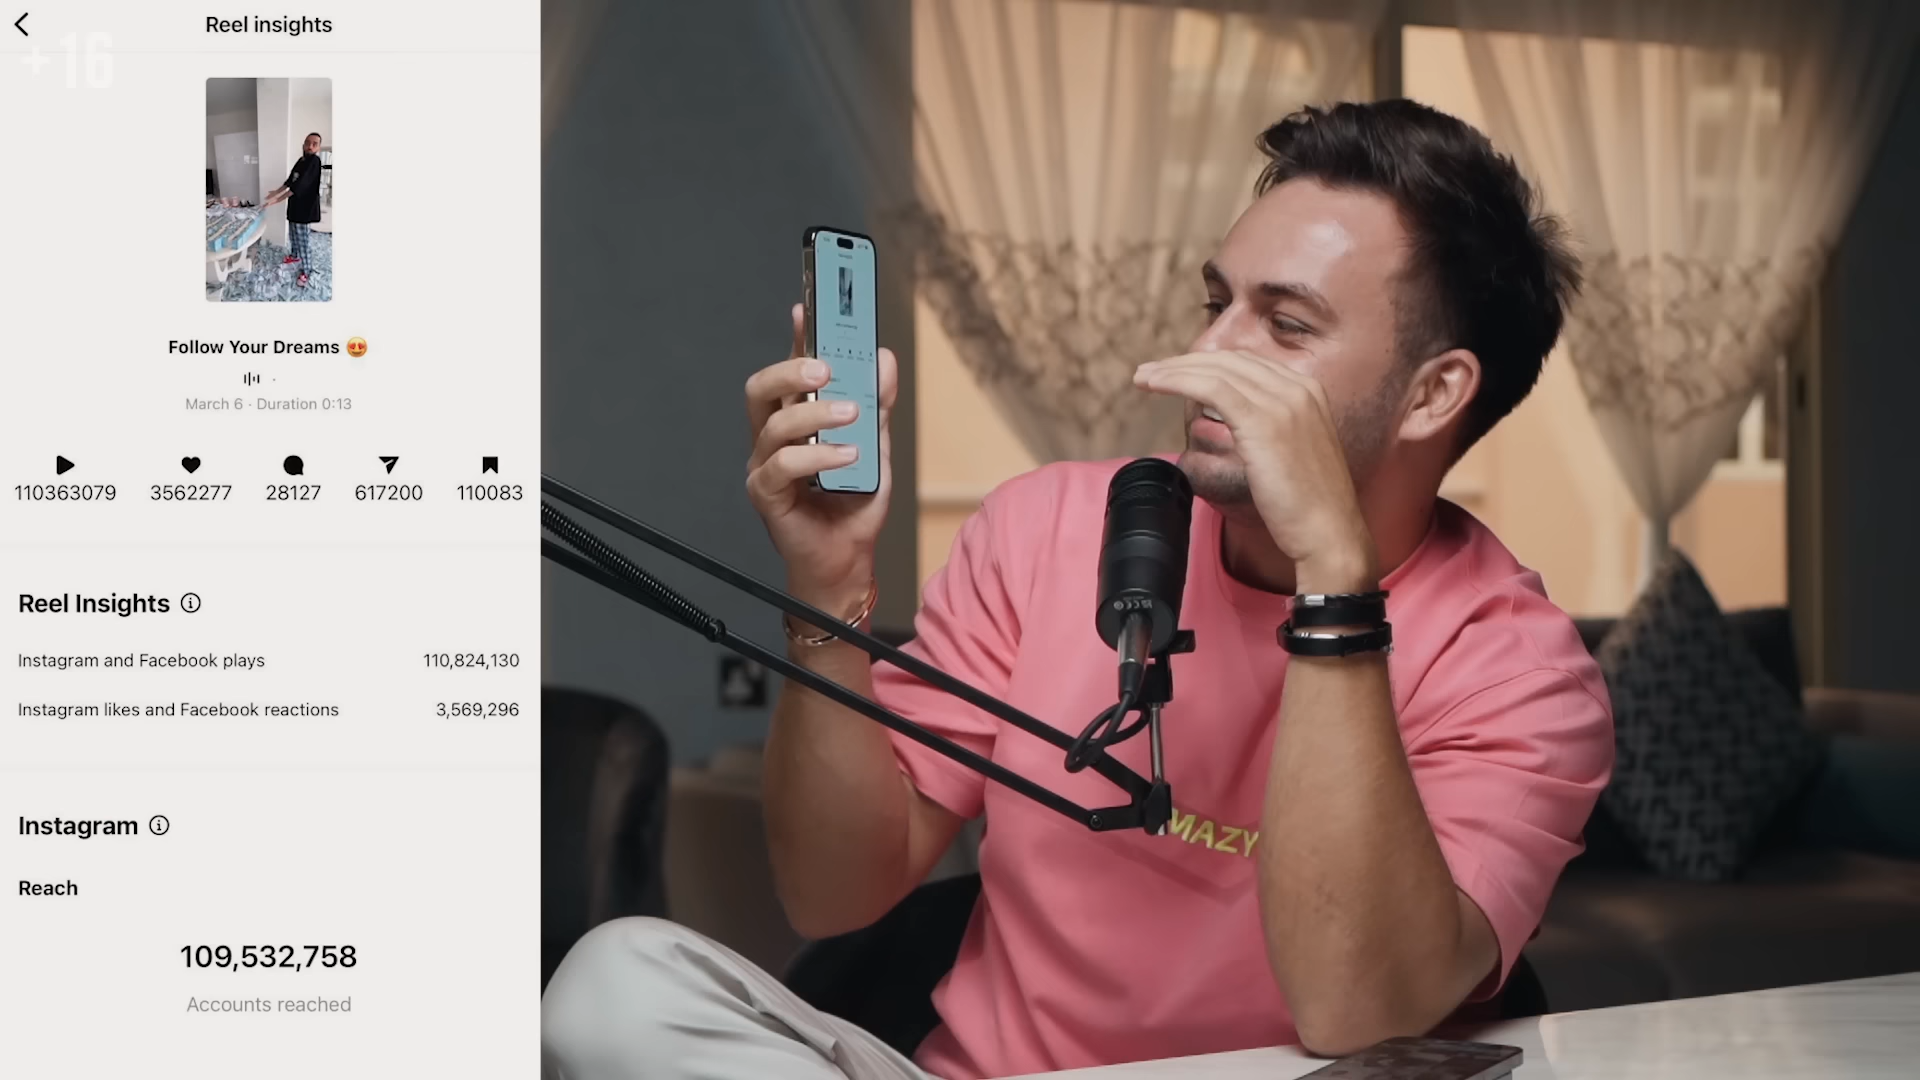 Reel insights
+16
Follow Your Dreams 😍
March 6 · Duration 0:13
110363079 3562277 28127 617200 110083
Reel Insights
Instagram and Facebook plays 110,824,130
Instagram likes and Facebook reactions 3,569,296
Instagram
Reach
109,532,758
Accounts reached
MAZY